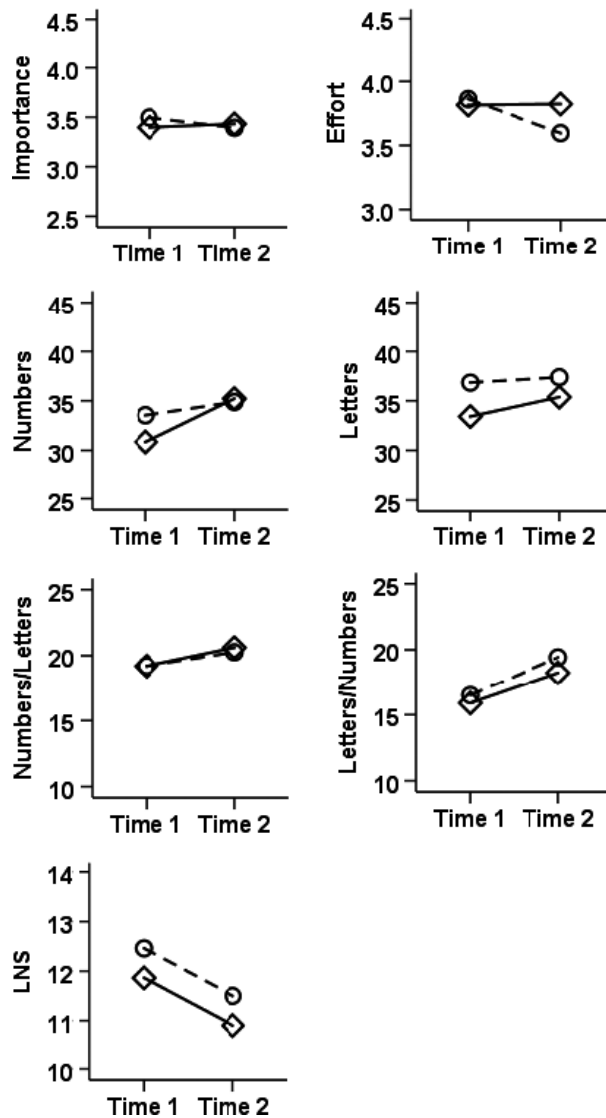 Importance
4.5
4.0
3.5
3.0
2.5
TIme 1 TIme 2
Effort
4.5
4.0
3.5
3.0
Time 1 Time 2
Numbers
45
40
35
30
25
Time 1 Time 2
Letters
45
40
35
30
25
Time 1 Time 2
Numbers/Letters
25
20
15
10
Time 1 Time 2
Letters/Numbers
25
20
15
10
Time 1 Time 2
LNS
14
13
12
11
10
Time 1 Time 2